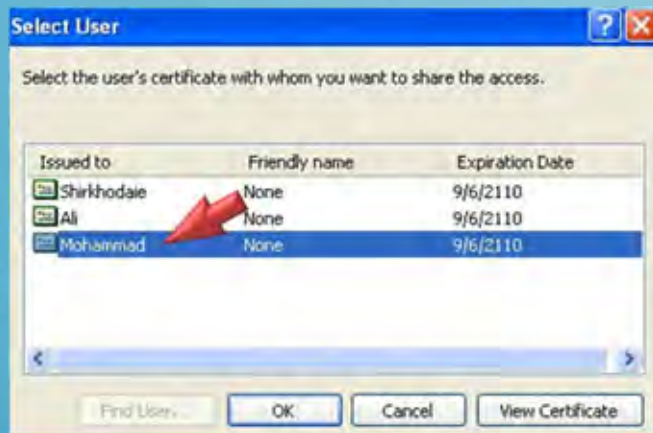 Select User
Select the user's certificate with whom you want to share the access.
Issued to Friendly name Expiration Date
Shirkhodaie None 9/6/2110
Ali None 9/6/2110
Mohammad None 9/6/2110
Find User... OK Cancel View Certificate